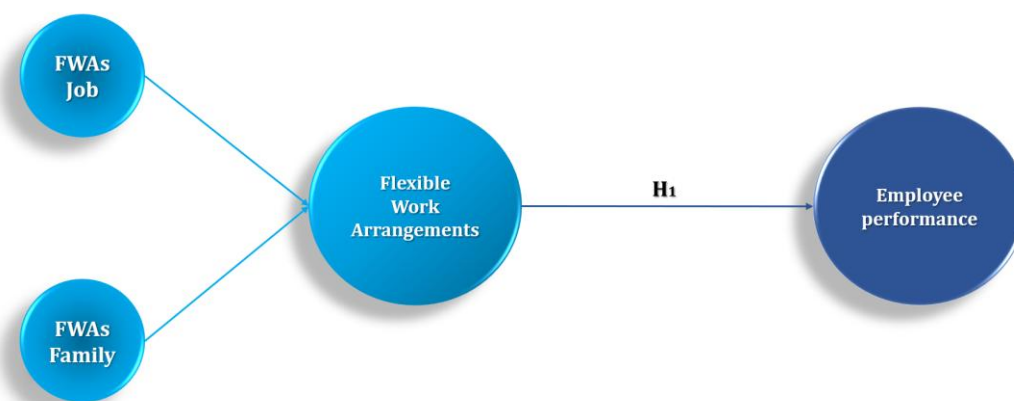 FWAs
Job
Flexible
Work
Arrangements
H1
Employee
performance
FWAs
Family